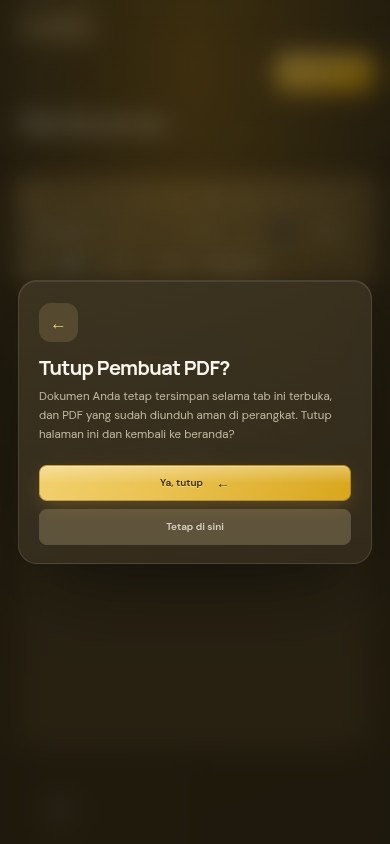 ←
Tutup Pembuat PDF?
Dokumen Anda tetap tersimpan selama tab ini terbuka,
dan PDF yang sudah diunduh aman di perangkat. Tutup
halaman ini dan kembali ke beranda?
Ya, tutup ←
Tetap di sini